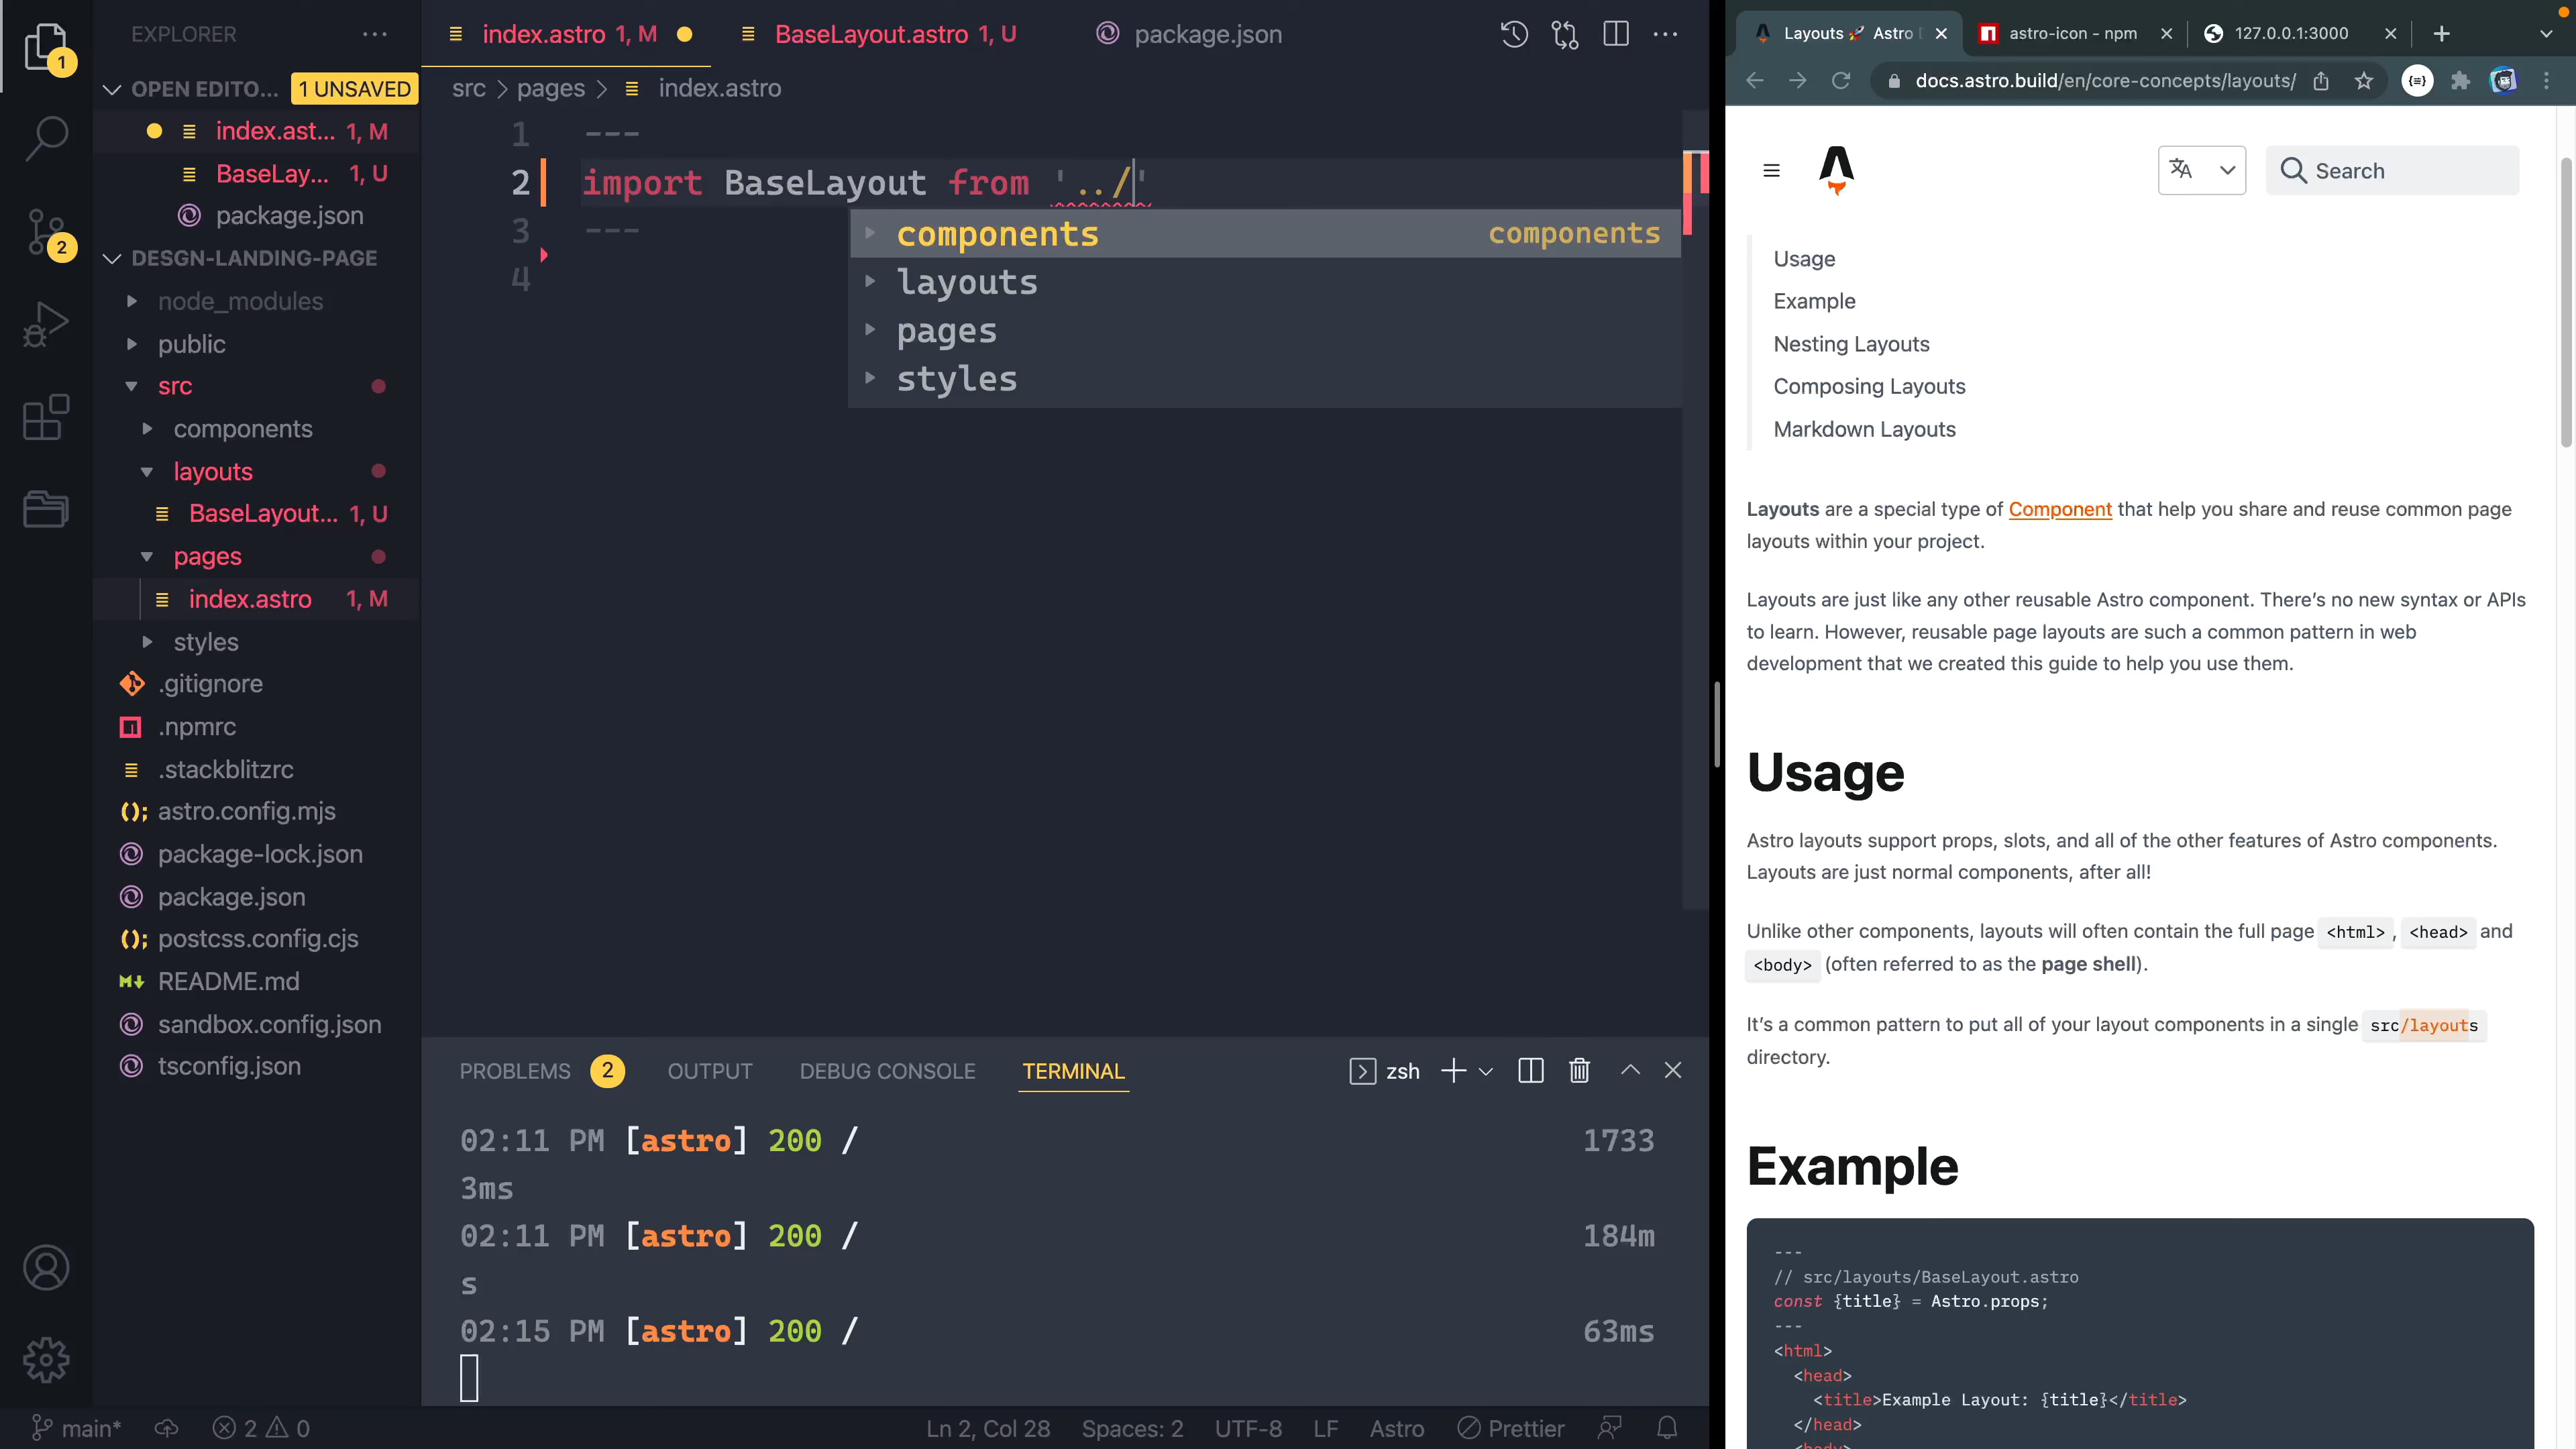 EXPLORER
1
OPEN EDITO... 1 UNSAVED
index.ast... 1, M
BaseLay... 1, U
package.json
2
DESGN-LANDING-PAGE
node_modules
public
src
components
layouts
BaseLayout... 1, U
pages
index.astro 1, M
styles
.gitignore
.npmrc
.stackblitzrc
astro.config.mjs
package-lock.json
package.json
postcss.config.cjs
README.md
sandbox.config.json
tsconfig.json
index.astro 1, M BaseLayout.astro 1, U package.json
src > pages > index.astro
1 ---
2 import BaseLayout from '../'
3 ---
4
components components
layouts
pages
styles
PROBLEMS 2 OUTPUT DEBUG CONSOLE TERMINAL zsh
02:11 PM [astro] 200 / 1733
3ms
02:11 PM [astro] 200 / 184m
s
02:15 PM [astro] 200 / 63ms
main* 2 0 Ln 2, Col 28 Spaces: 2 UTF-8 LF Astro Prettier
Layouts 🚀 Astro astro-icon - npm 127.0.0.1:3000
docs.astro.build/en/core-concepts/layouts/
Search
Usage
Example
Nesting Layouts
Composing Layouts
Markdown Layouts
Layouts are a special type of Component that help you share and reuse common page
layouts within your project.
Layouts are just like any other reusable Astro component. There’s no new syntax or APIs
to learn. However, reusable page layouts are such a common pattern in web
development that we created this guide to help you use them.
Usage
Astro layouts support props, slots, and all of the other features of Astro components.
Layouts are just normal components, after all!
Unlike other components, layouts will often contain the full page <html> , <head> and
<body> (often referred to as the page shell).
It’s a common pattern to put all of your layout components in a single src/layouts
directory.
Example
---
// src/layouts/BaseLayout.astro
const {title} = Astro.props;
---
<html>
<head>
<title>Example Layout: {title}</title>
</head>